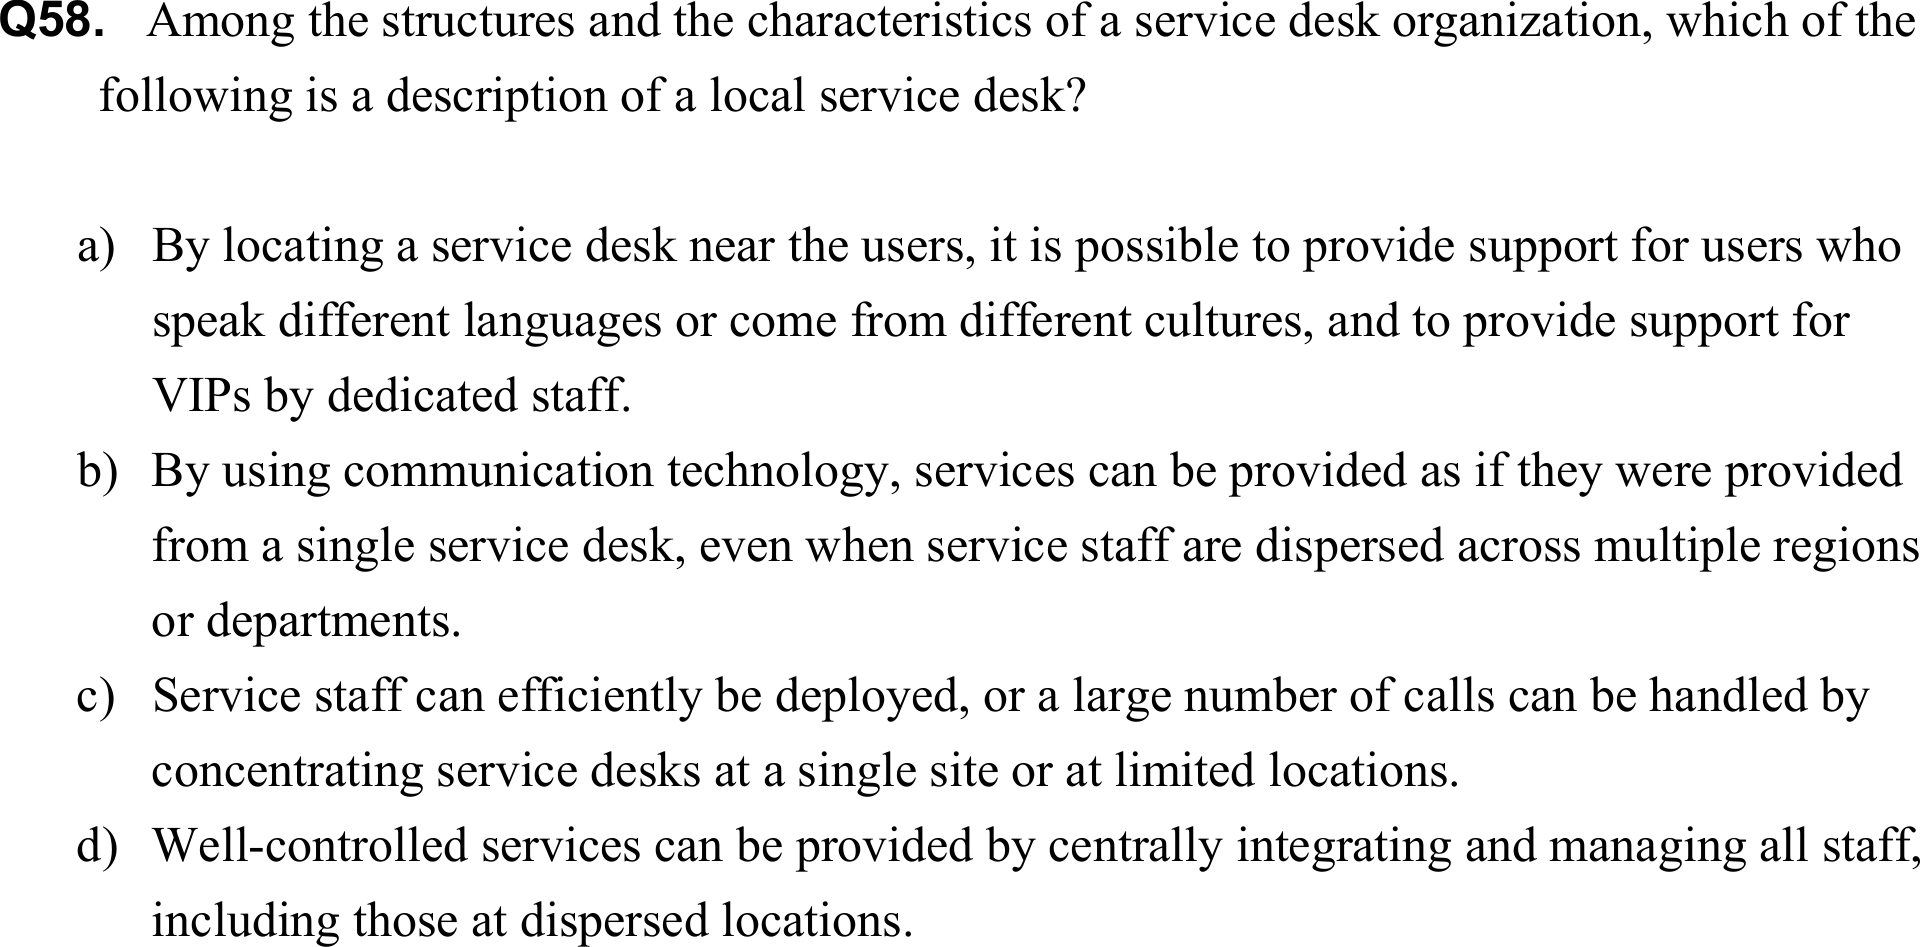 Q58. Among the structures and the characteristics of a service desk organization, which of the
following is a description of a local service desk?
a) By locating a service desk near the users, it is possible to provide support for users who
speak different languages or come from different cultures, and to provide support for
VIPs by dedicated staff.
b) By using communication technology, services can be provided as if they were provided
from a single service desk, even when service staff are dispersed across multiple regions
or departments.
c) Service staff can efficiently be deployed, or a large number of calls can be handled by
concentrating service desks at a single site or at limited locations.
d) Well-controlled services can be provided by centrally integrating and managing all staff,
including those at dispersed locations.